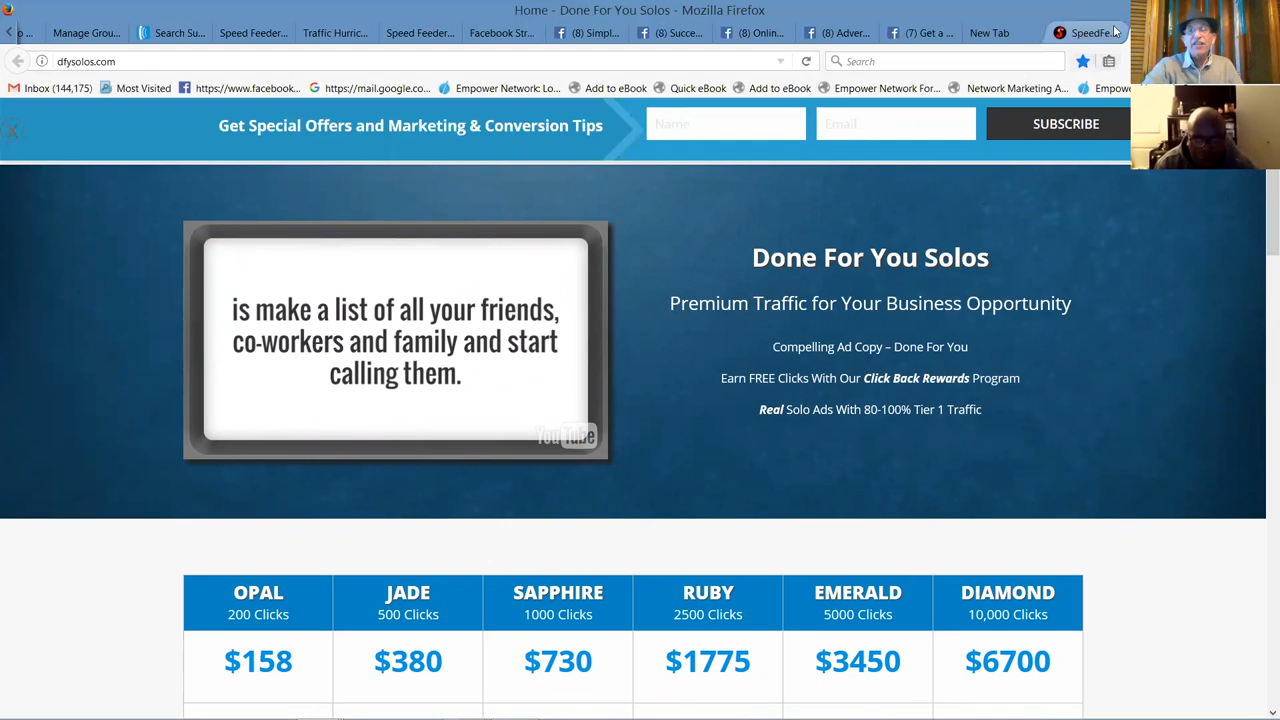 Home - Done For You Solos - Mozilla Firefox
o ...
Manage Grou...
Search Su...
Speed Feeder...
Traffic Hurric...
Speed Feeder...
Facebook Str...
(8) Simpl...
(8) Succe...
(8) Onlin...
(8) Adver...
(7) Get a ...
New Tab
SpeedFe...
dfysolos.com
Search
Inbox (144,175)
Most Visited
https://www.facebook...
https://mail.google.co...
Empower Network: Lo...
Add to eBook
Quick eBook
Add to eBook
Empower Network For...
Network Marketing A...
Empowe
X
Get Special Offers and Marketing & Conversion Tips
Name
Email
SUBSCRIBE
is make a list of all your friends,
co-workers and family and start
calling them.
YouTube
Done For You Solos
Premium Traffic for Your Business Opportunity
Compelling Ad Copy – Done For You
Earn FREE Clicks With Our Click Back Rewards Program
Real Solo Ads With 80-100% Tier 1 Traffic
OPAL
200 Clicks
$158
JADE
500 Clicks
$380
SAPPHIRE
1000 Clicks
$730
RUBY
2500 Clicks
$1775
EMERALD
5000 Clicks
$3450
DIAMOND
10,000 Clicks
$6700